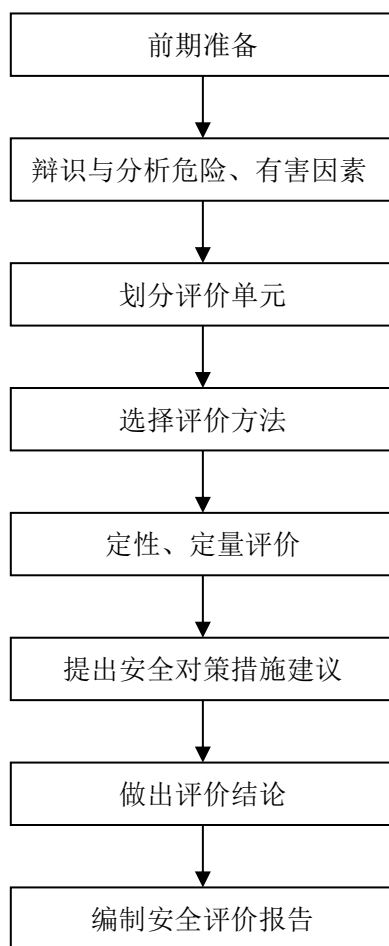 前期准备
辩识与分析危险、有害因素
划分评价单元
选择评价方法
定性、定量评价
提出安全对策措施建议
做出评价结论
编制安全评价报告